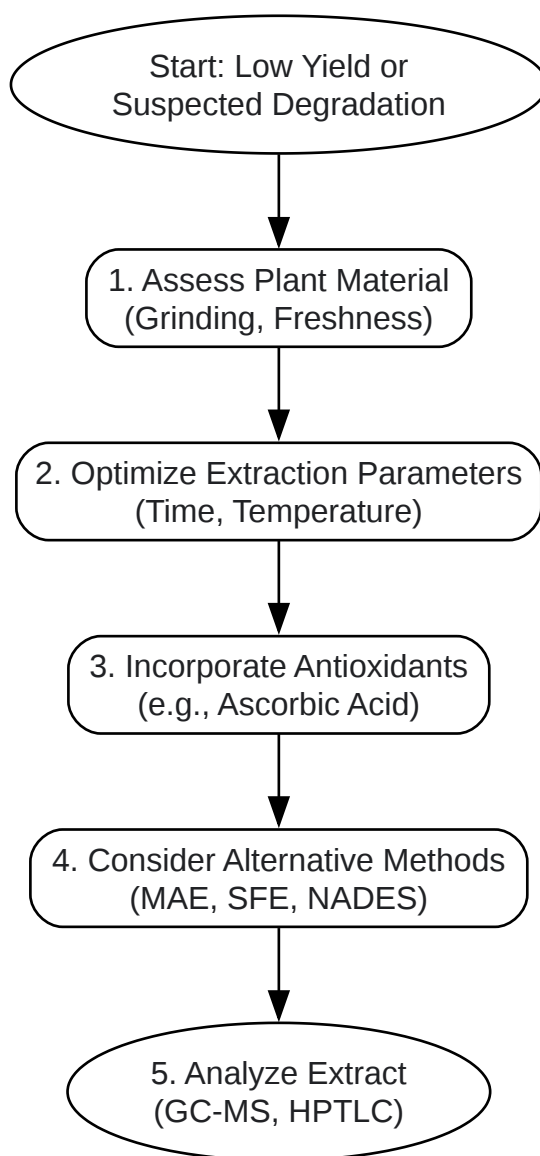 Start: Low Yield or
Suspected Degradation
1. Assess Plant Material
(Grinding, Freshness)
2. Optimize Extraction Parameters
(Time, Temperature)
3. Incorporate Antioxidants
(e.g., Ascorbic Acid)
4. Consider Alternative Methods
(MAE, SFE, NADES)
5. Analyze Extract
(GC-MS, HPTLC)